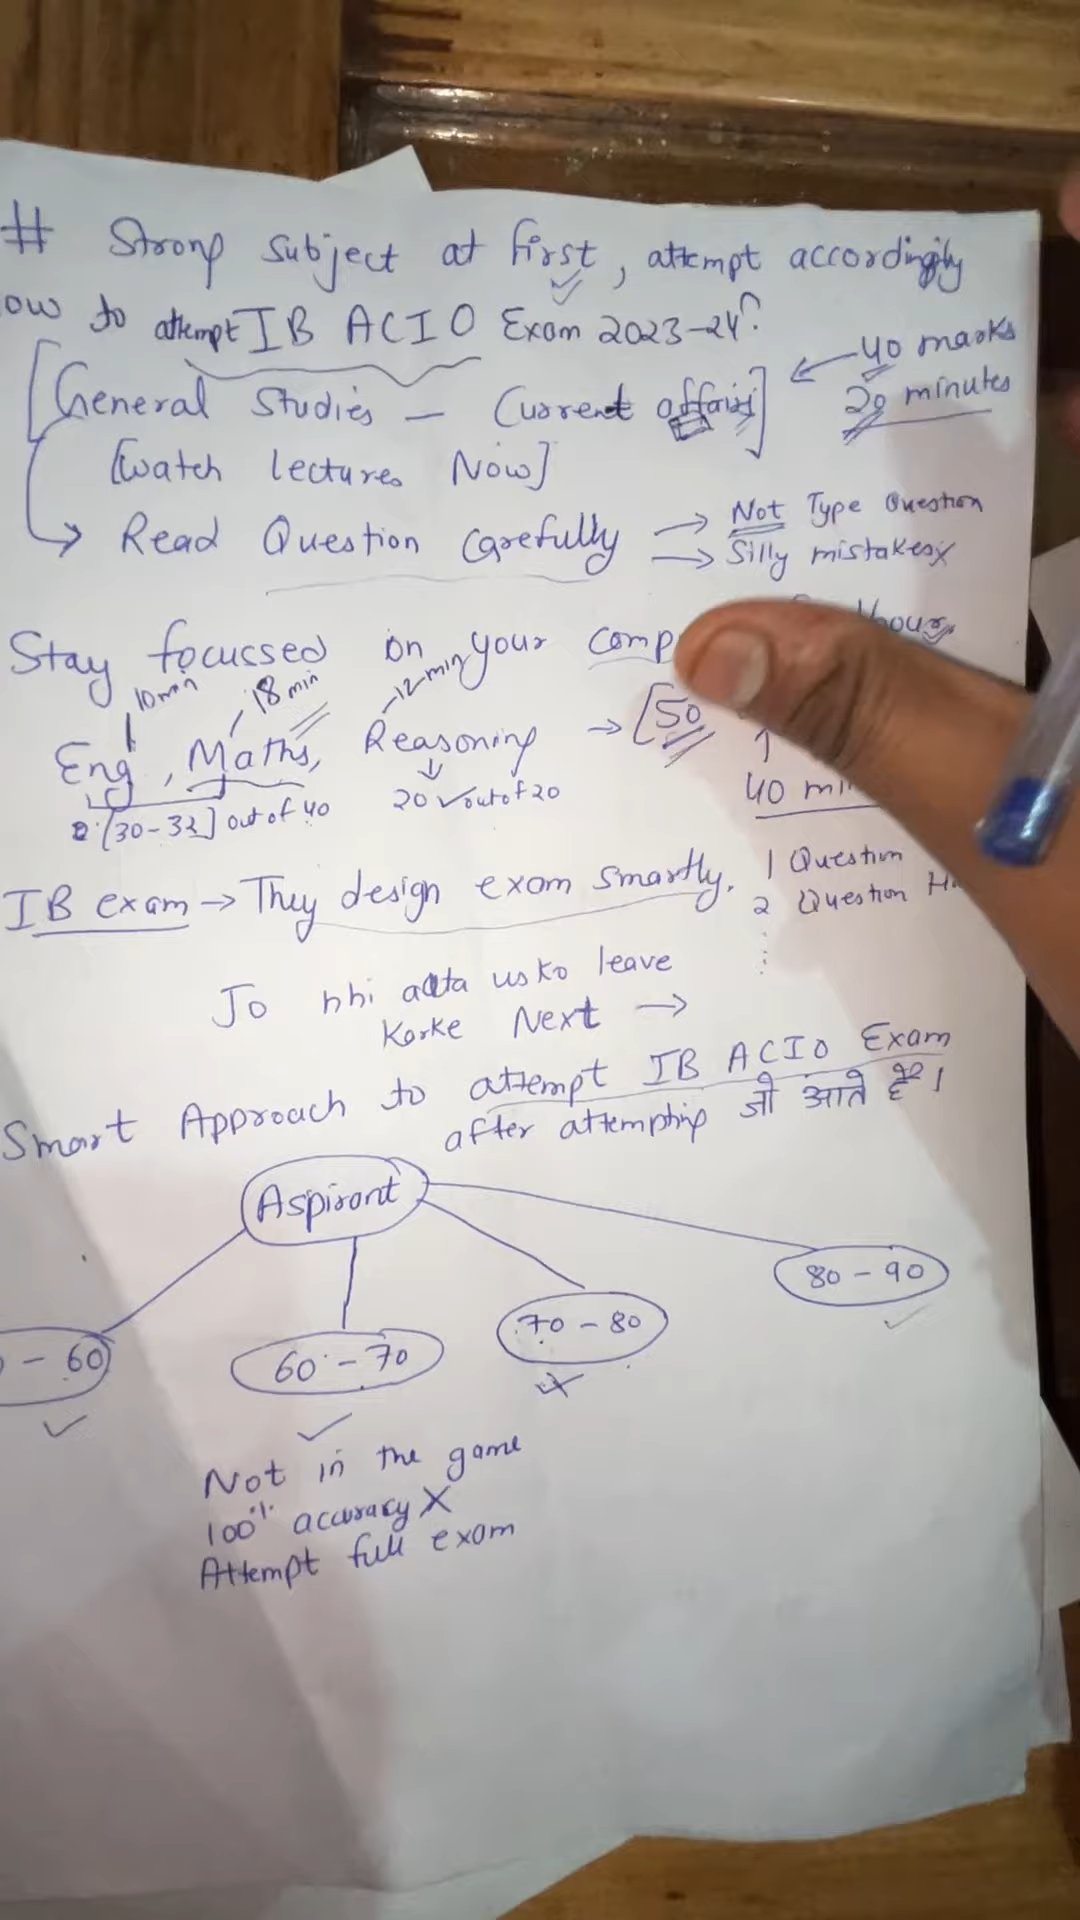 # Strong subject at first, attempt accordingly
ow to attempt IB ACIO Exam 2023-24?
[General Studies – Current affairs] ← 40 marks
20 minutes
[Watch lectures Now]
→ Read Question Carefully → Not Type Question
→ Silly mistakes x
hour
Stay focussed on your comp
10 min 18 min 12 min
Eng, Maths, Reasoning → [50
[30-32] out of 40 20 ✓ out of 20
40 mi
IB exam → They design exam smartly. 1 Question
2 Question
Jo nhi aata usko leave
Karke Next →
Smart Approach to attempt IB ACIO Exam
after attempting जो आते है।
Aspirant
80 – 90
70 – 80
60 – 70
– 60
Not in the game
100% accuracy X
Attempt full exam